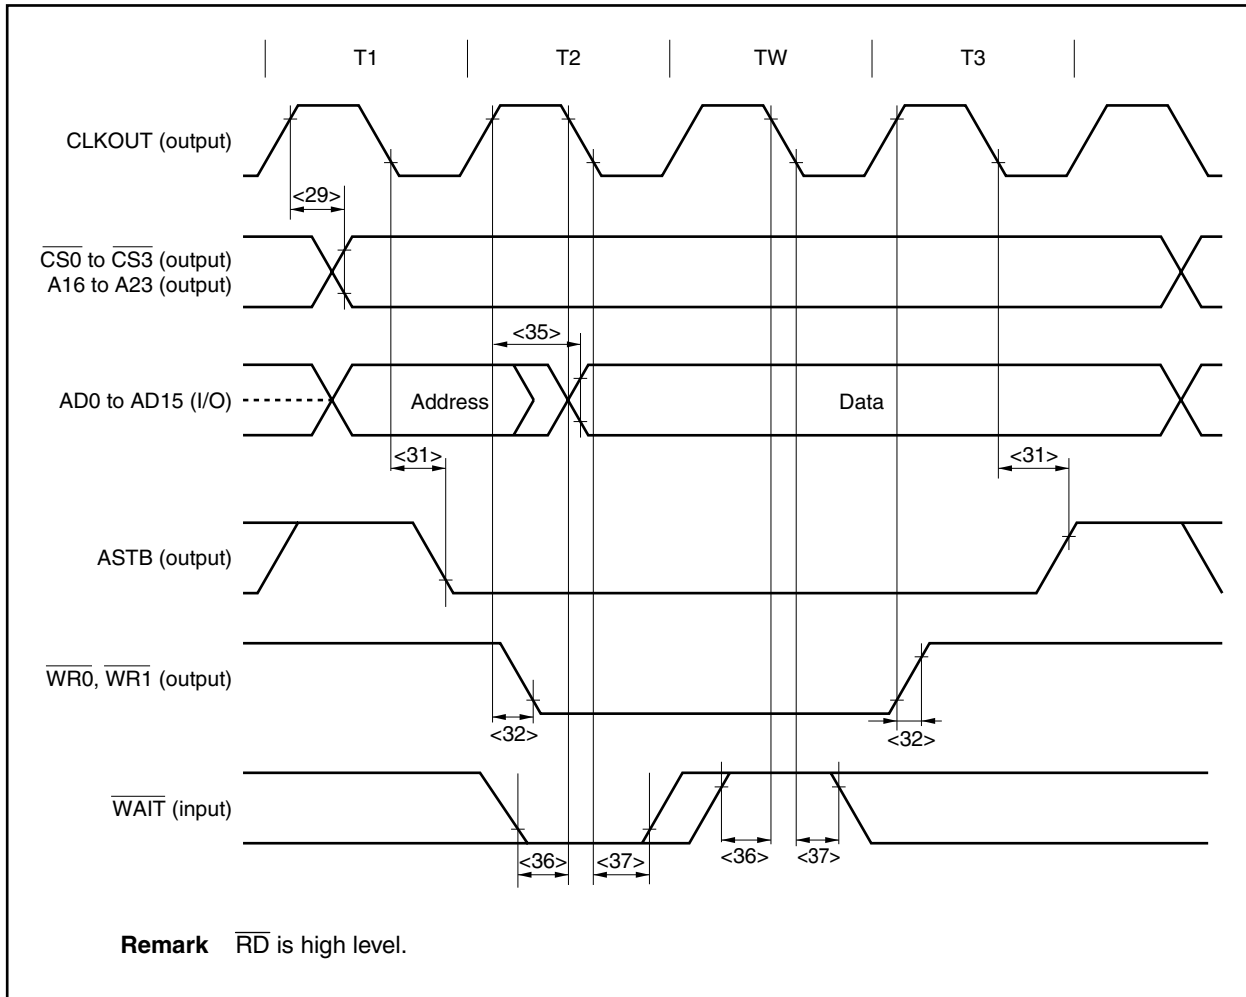 T1 T2 TW T3
CLKOUT (output)
<29>
CS0 to CS3 (output)
A16 to A23 (output)
<35>
AD0 to AD15 (I/O)
Address
Data
<31>
<31>
ASTB (output)
WR0, WR1 (output)
<32>
<32>
WAIT (input)
<36> <37> <36> <37>
Remark RD is high level.